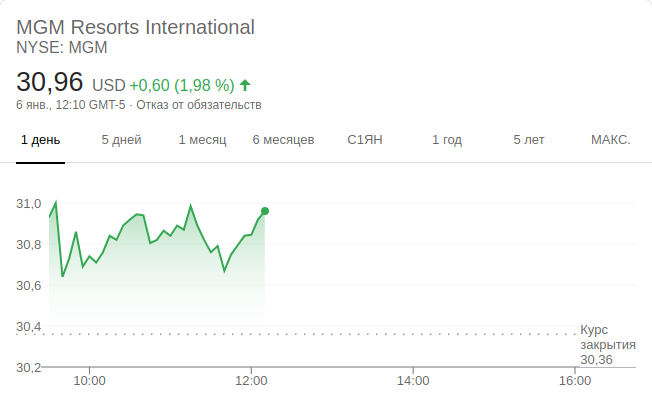 MGM Resorts International
NYSE: MGM
30,96 USD +0,60 (1,98 %)
6 янв., 12:10 GMT-5 · Отказ от обязательств
1 день 5 дней 1 месяц 6 месяцев С1ЯН 1 год 5 лет МАКС.
31,0
30,8
30,6
30,4
Курс
закрытия
30,36
30,2
10:00 12:00 14:00 16:00